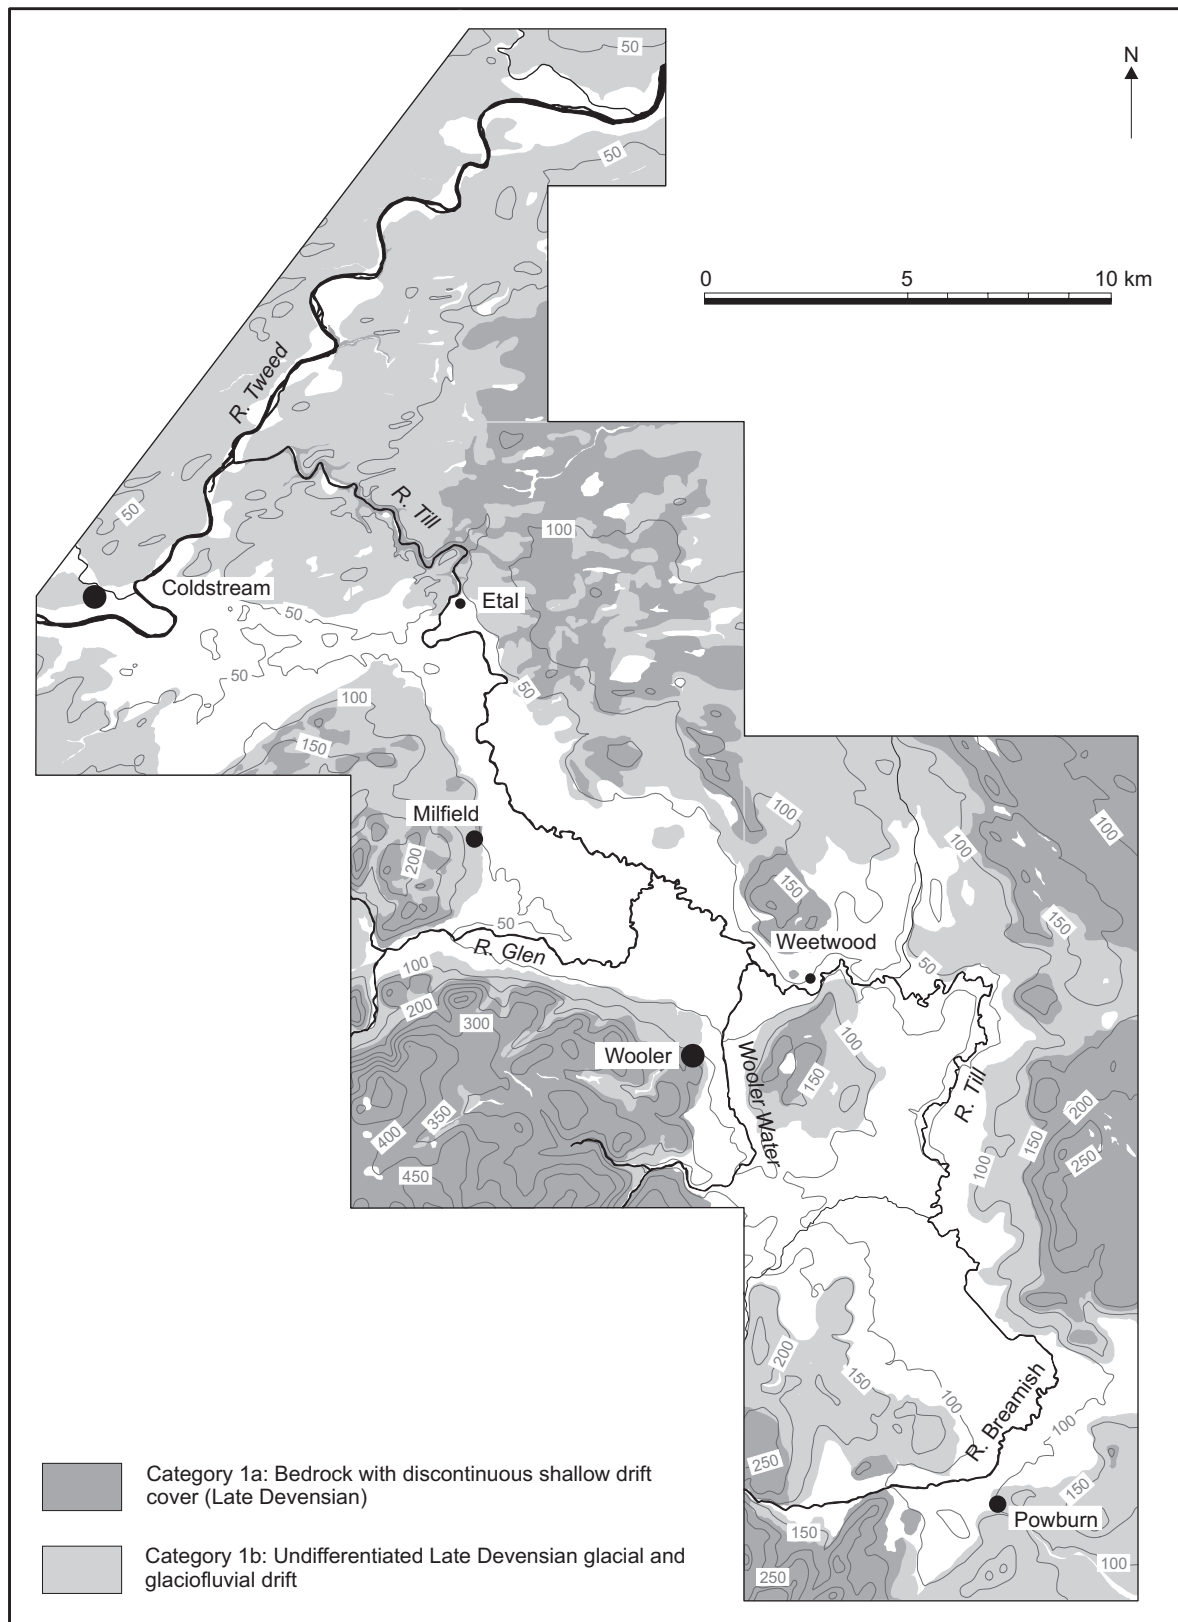 50
N
50
0 5 10 km
R. Tweed
R. Till
50
100
Coldstream
Etal
50
50
50
100
150
Milfield
100
100
100
200
150
150
50
Weetwood
R. Glen
50
100
200
300
Wooler
100
150
Wooler Water
R. Till
200
350
400
150
250
100
450
200
150
100
R. Breamish
100
250
150
Powburn
150
100
250
Category 1a: Bedrock with discontinuous shallow drift
cover (Late Devensian)
Category 1b: Undifferentiated Late Devensian glacial and
glaciofluvial drift